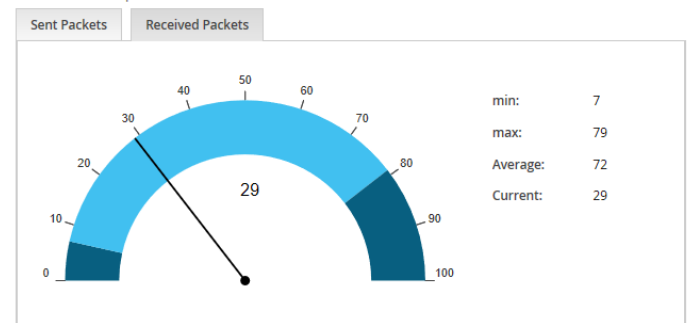 Sent Packets
Received Packets
0
10
20
30
40
50
60
70
80
90
100
29
min: 7
max: 79
Average: 72
Current: 29